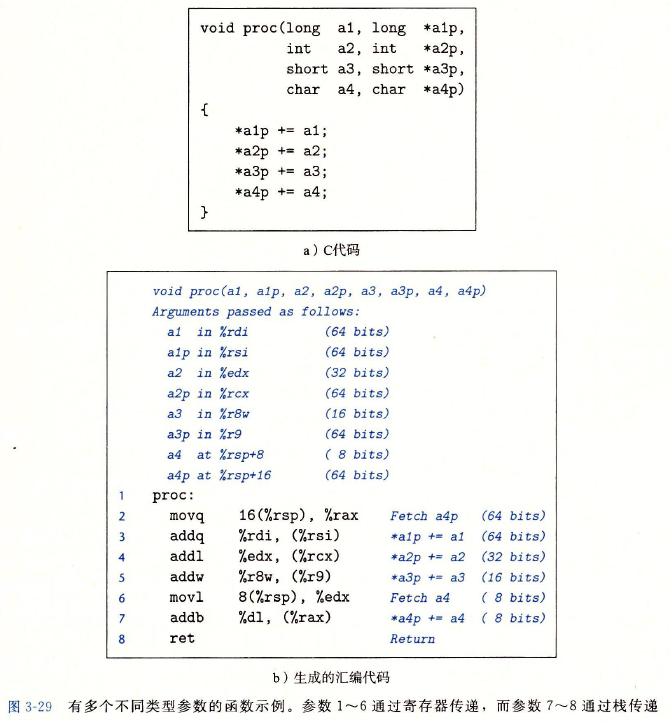 void proc(long  a1, long  *a1p,
          int   a2, int   *a2p,
          short a3, short *a3p,
          char  a4, char  *a4p)
{
    *a1p += a1;
    *a2p += a2;
    *a3p += a3;
    *a4p += a4;
}
a）C代码
void proc(a1, a1p, a2, a2p, a3, a3p, a4, a4p)
Arguments passed as follows:
a1  in %rdi (64 bits)
a1p in %rsi (64 bits)
a2  in %edx (32 bits)
a2p in %rcx (64 bits)
a3  in %r8w (16 bits)
a3p in %r9 (64 bits)
a4  at %rsp+8 ( 8 bits)
a4p at %rsp+16 (64 bits)
1 proc:
2 movq 16(%rsp), %rax Fetch a4p (64 bits)
3 addq %rdi, (%rsi) *a1p += a1 (64 bits)
4 addl %edx, (%rcx) *a2p += a2 (32 bits)
5 addw %r8w, (%r9) *a3p += a3 (16 bits)
6 movl 8(%rsp), %edx Fetch a4 ( 8 bits)
7 addb %dl, (%rax) *a4p += a4 ( 8 bits)
8 ret Return
b）生成的汇编代码
图 3-29 有多个不同类型参数的函数示例。参数 1～6 通过寄存器传递，而参数 7～8 通过栈传递